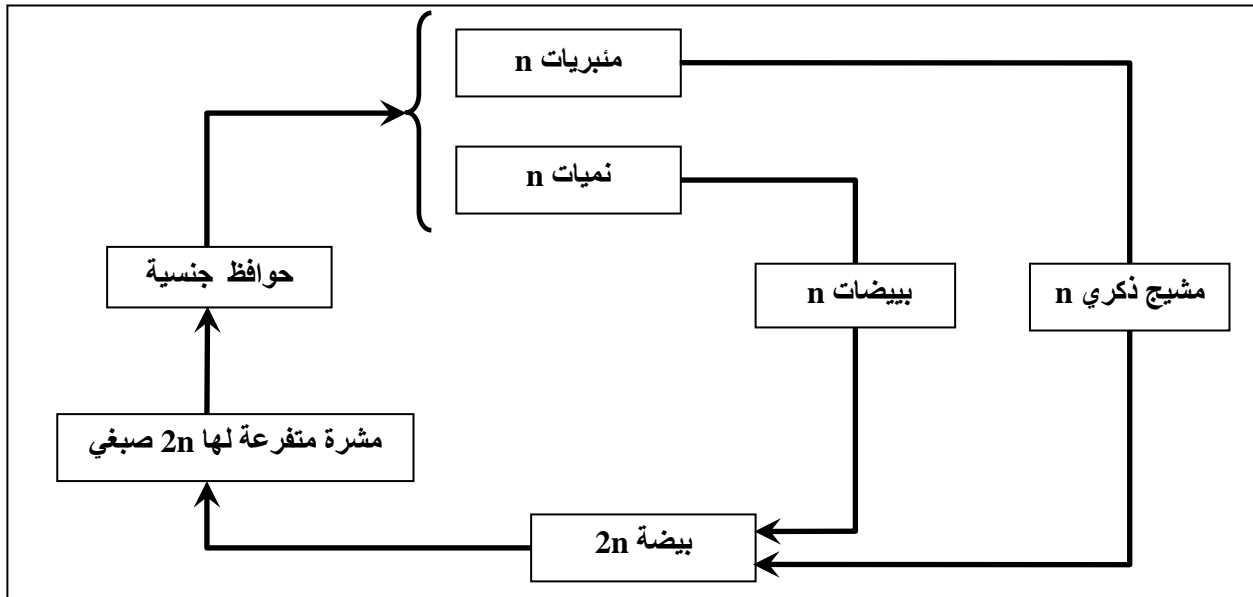 مئبريات n
نميات n
حوافظ جنسية
بييضات n
مشيج ذكري n
مشرة متفرعة لها 2n صبغي
بيضة 2n